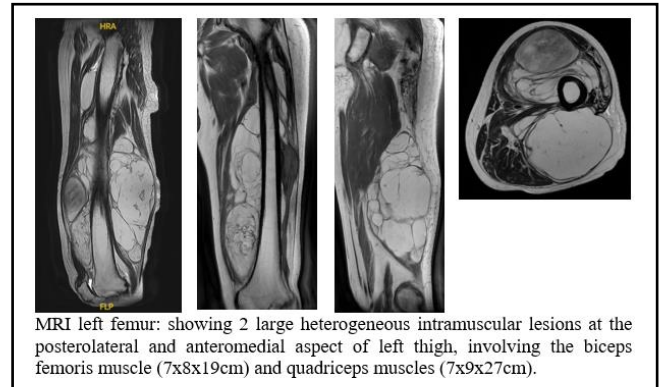 HRA
FLP
MRI left femur: showing 2 large heterogeneous intramuscular lesions at the
posterolateral and anteromedial aspect of left thigh, involving the biceps
femoris muscle (7x8x19cm) and quadriceps muscles (7x9x27cm).